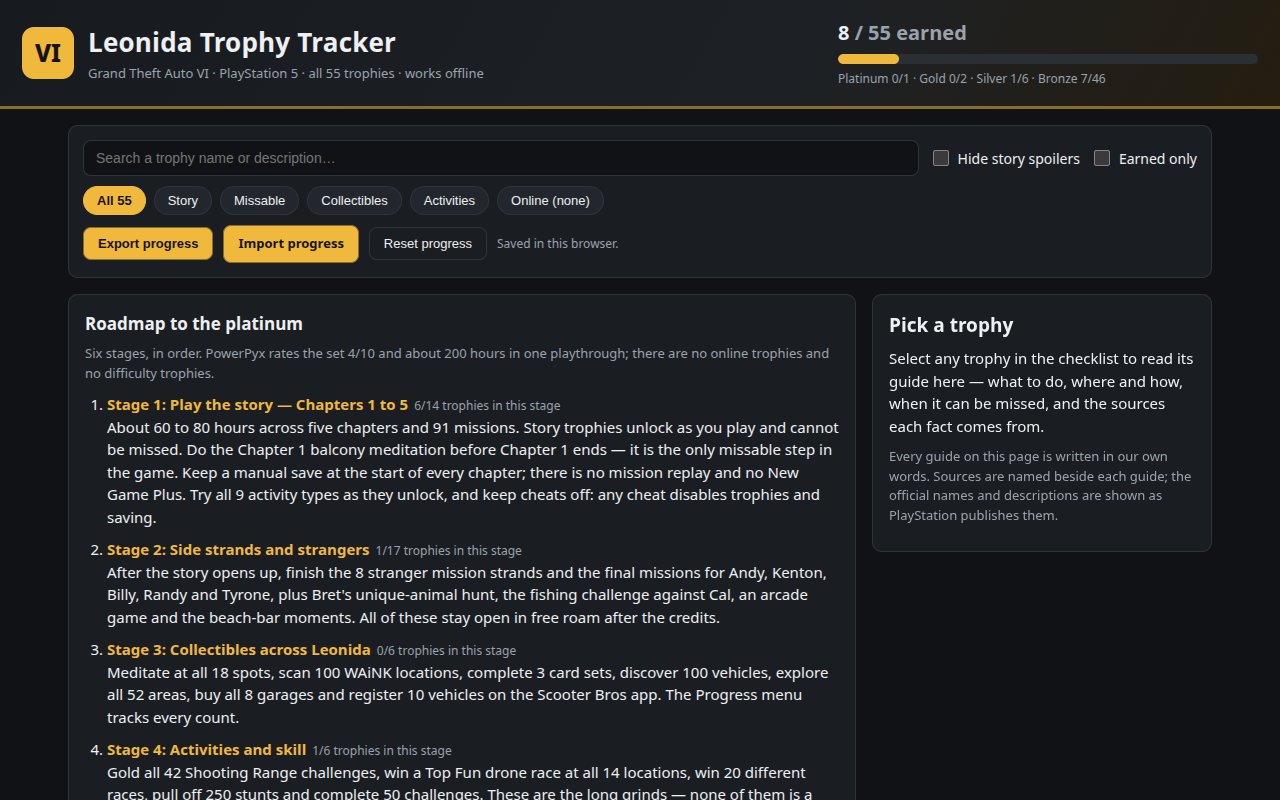 VI
Leonida Trophy Tracker
Grand Theft Auto VI · PlayStation 5 · all 55 trophies · works offline
8 / 55 earned
Platinum 0/1 · Gold 0/2 · Silver 1/6 · Bronze 7/46
Search a trophy name or description…
Hide story spoilers
Earned only
All 55
Story
Missable
Collectibles
Activities
Online (none)
Export progress
Import progress
Reset progress
Saved in this browser.
Roadmap to the platinum
Six stages, in order. PowerPyx rates the set 4/10 and about 200 hours in one playthrough; there are no online trophies and
no difficulty trophies.
1. Stage 1: Play the story — Chapters 1 to 5 6/14 trophies in this stage
About 60 to 80 hours across five chapters and 91 missions. Story trophies unlock as you play and cannot
be missed. Do the Chapter 1 balcony meditation before Chapter 1 ends — it is the only missable step in
the game. Keep a manual save at the start of every chapter; there is no mission replay and no New
Game Plus. Try all 9 activity types as they unlock, and keep cheats off: any cheat disables trophies and
saving.
2. Stage 2: Side strands and strangers 1/17 trophies in this stage
After the story opens up, finish the 8 stranger mission strands and the final missions for Andy, Kenton,
Billy, Randy and Tyrone, plus Bret's unique-animal hunt, the fishing challenge against Cal, an arcade
game and the beach-bar moments. All of these stay open in free roam after the credits.
3. Stage 3: Collectibles across Leonida 0/6 trophies in this stage
Meditate at all 18 spots, scan 100 WAiNK locations, complete 3 card sets, discover 100 vehicles, explore
all 52 areas, buy all 8 garages and register 10 vehicles on the Scooter Bros app. The Progress menu
tracks every count.
4. Stage 4: Activities and skill 1/6 trophies in this stage
Gold all 42 Shooting Range challenges, win a Top Fun drone race at all 14 locations, win 20 different
races, pull off 250 stunts and complete 50 challenges. These are the long grinds — none of them is a
Pick a trophy
Select any trophy in the checklist to read its
guide here — what to do, where and how,
when it can be missed, and the sources
each fact comes from.
Every guide on this page is written in our own
words. Sources are named beside each guide; the
official names and descriptions are shown as
PlayStation publishes them.